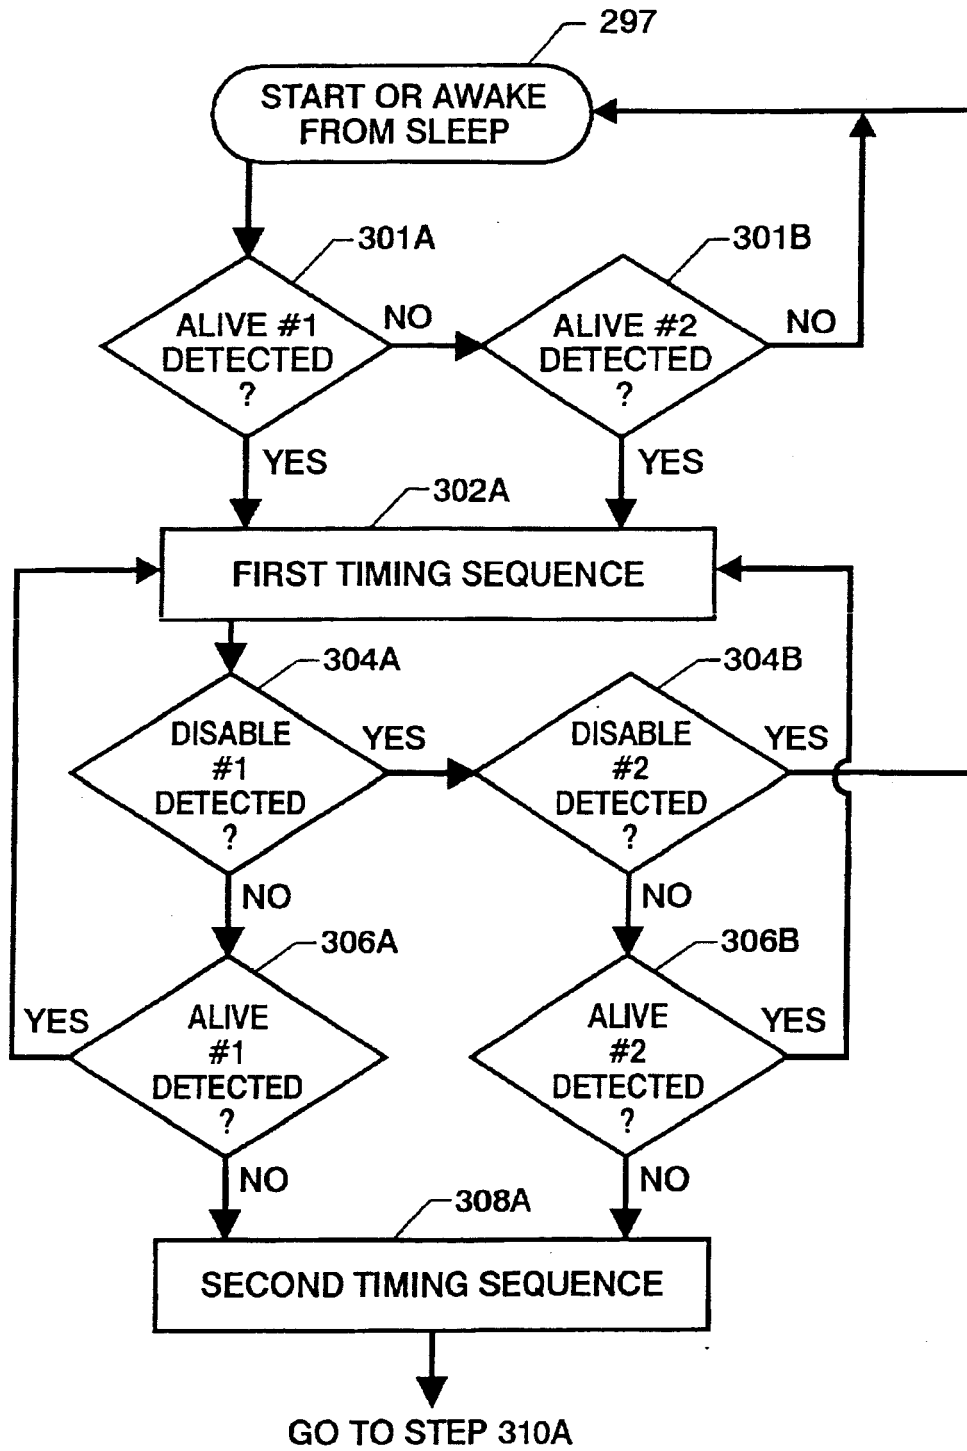 297
START OR AWAKE
FROM SLEEP
301A
301B
ALIVE #1
DETECTED
?
NO
ALIVE #2
DETECTED
?
NO
YES
YES
302A
FIRST TIMING SEQUENCE
304A
304B
DISABLE
#1
DETECTED
?
YES
DISABLE
#2
DETECTED
?
YES
NO
NO
306A
306B
YES
ALIVE
#1
DETECTED
?
ALIVE
#2
DETECTED
?
YES
NO
NO
308A
SECOND TIMING SEQUENCE
GO TO STEP 310A